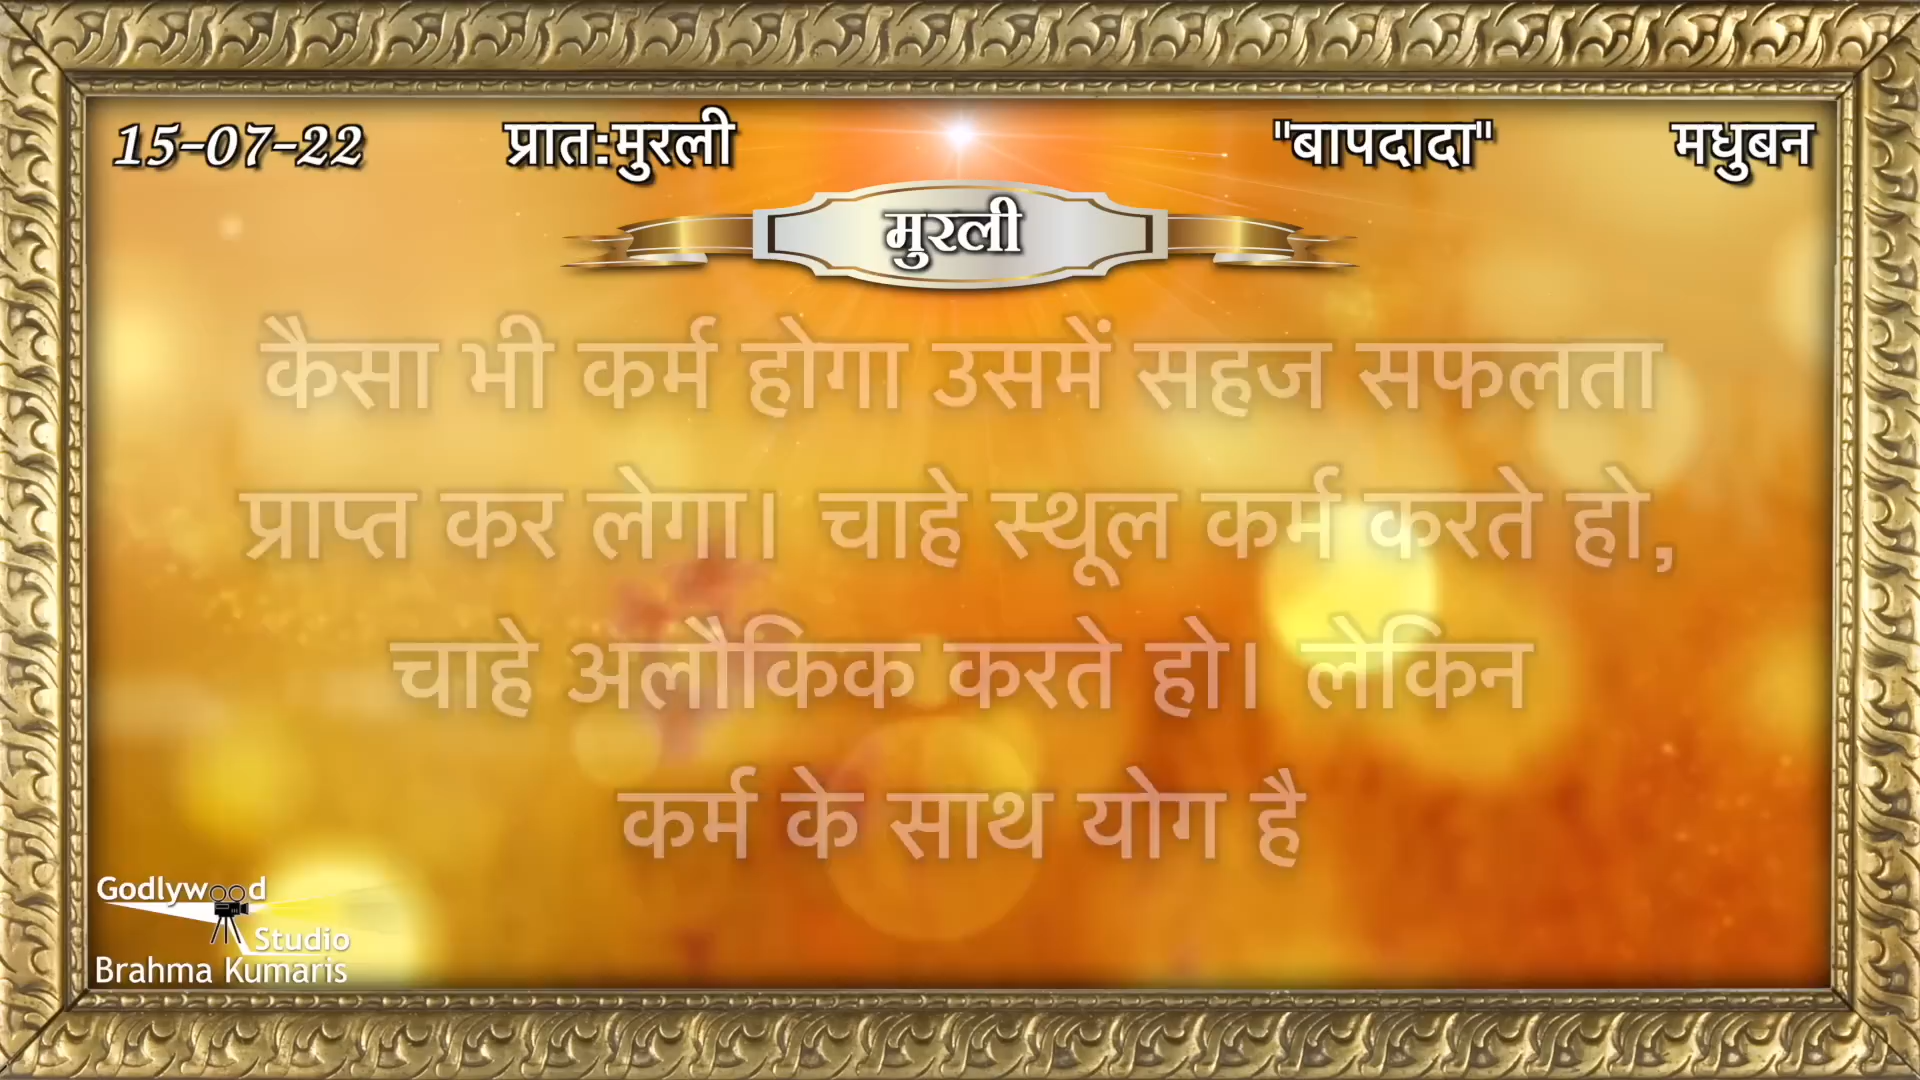 15-07-22 प्रात:मुरली "बापदादा" मधुबन
मुरली
कैसा भी कर्म होगा उसमें सहज सफलता
प्राप्त कर लेगा। चाहे स्थूल कर्म करते हो,
चाहे अलौकिक करते हो। लेकिन
कर्म के साथ योग है
Godlywood
Studio
Brahma Kumaris